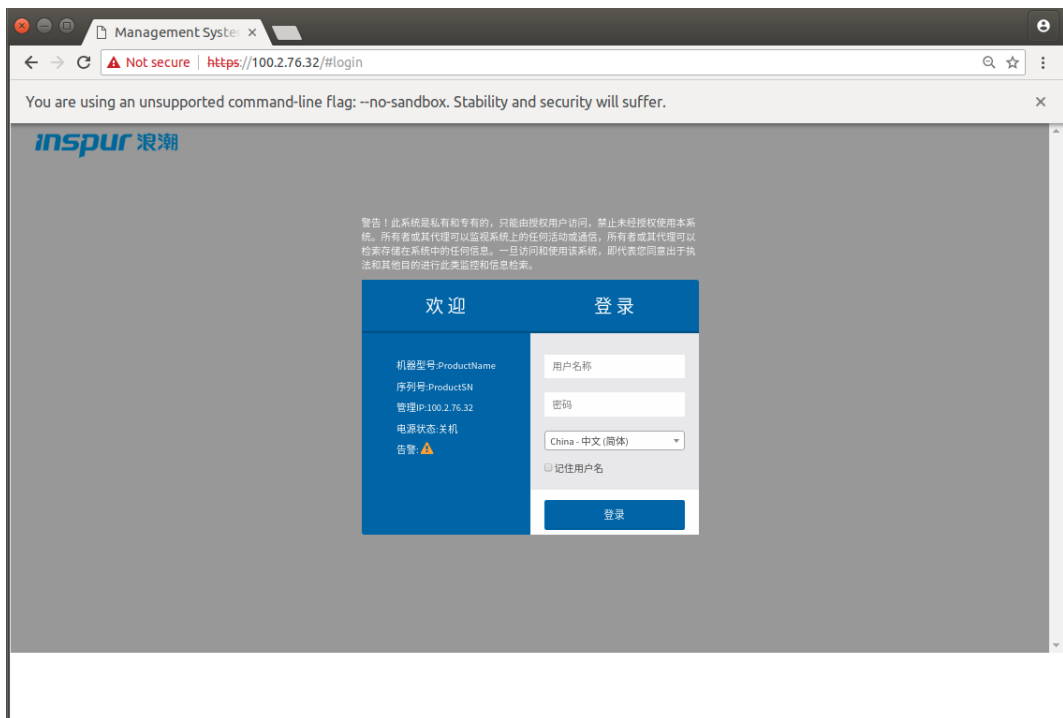 Management Syste
Not secure | https://100.2.76.32/#login
You are using an unsupported command-line flag: --no-sandbox. Stability and security will suffer.
inspur 浪潮
警告！此系统是私有和专有的，只能由授权用户访问，禁止未经授权使用本系
统。所有者或其代理可以监视系统上的任何活动或通信，所有者或其代理可以
检索存储在系统中的任何信息。一旦访问和使用该系统，即代表您同意出于执
法和其他目的进行此类监控和信息检索。
欢迎
登录
机器型号:ProductName
序列号:ProductSN
管理IP:100.2.76.32
电源状态:关机
告警:
用户名称
密码
China - 中文 (简体)
记住用户名
登录